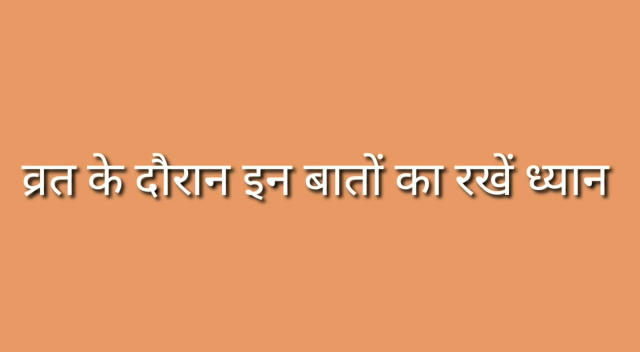 व्रत के दौरान इन बातों का रखें ध्यान